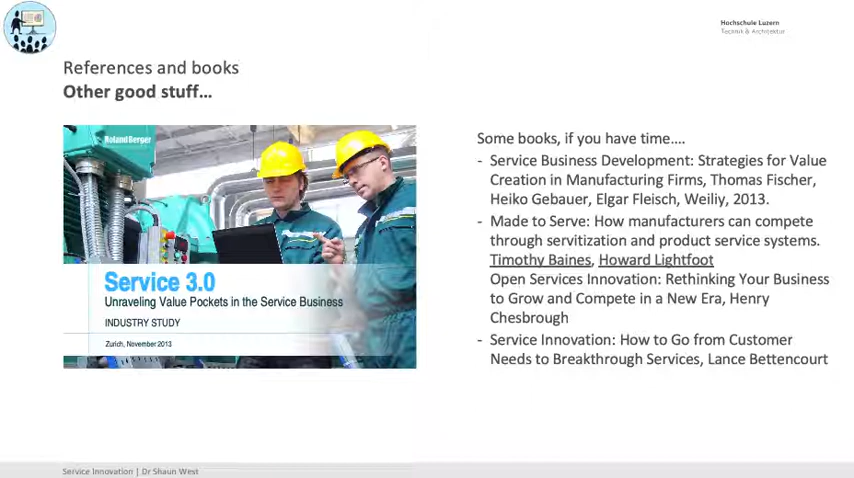 Hochschule Luzern
Technik & Architektur
References and books
Other good stuff...
Roland Berger
Service 3.0
Unraveling Value Pockets in the Service Business
INDUSTRY STUDY
Zurich, November 2013
Some books, if you have time....
- Service Business Development: Strategies for Value
Creation in Manufacturing Firms, Thomas Fischer,
Heiko Gebauer, Elgar Fleisch, Weiliy, 2013.
- Made to Serve: How manufacturers can compete
through servitization and product service systems.
Timothy Baines, Howard Lightfoot
Open Services Innovation: Rethinking Your Business
to Grow and Compete in a New Era, Henry
Chesbrough
- Service Innovation: How to Go from Customer
Needs to Breakthrough Services, Lance Bettencourt
Service Innovation | Dr Shaun West